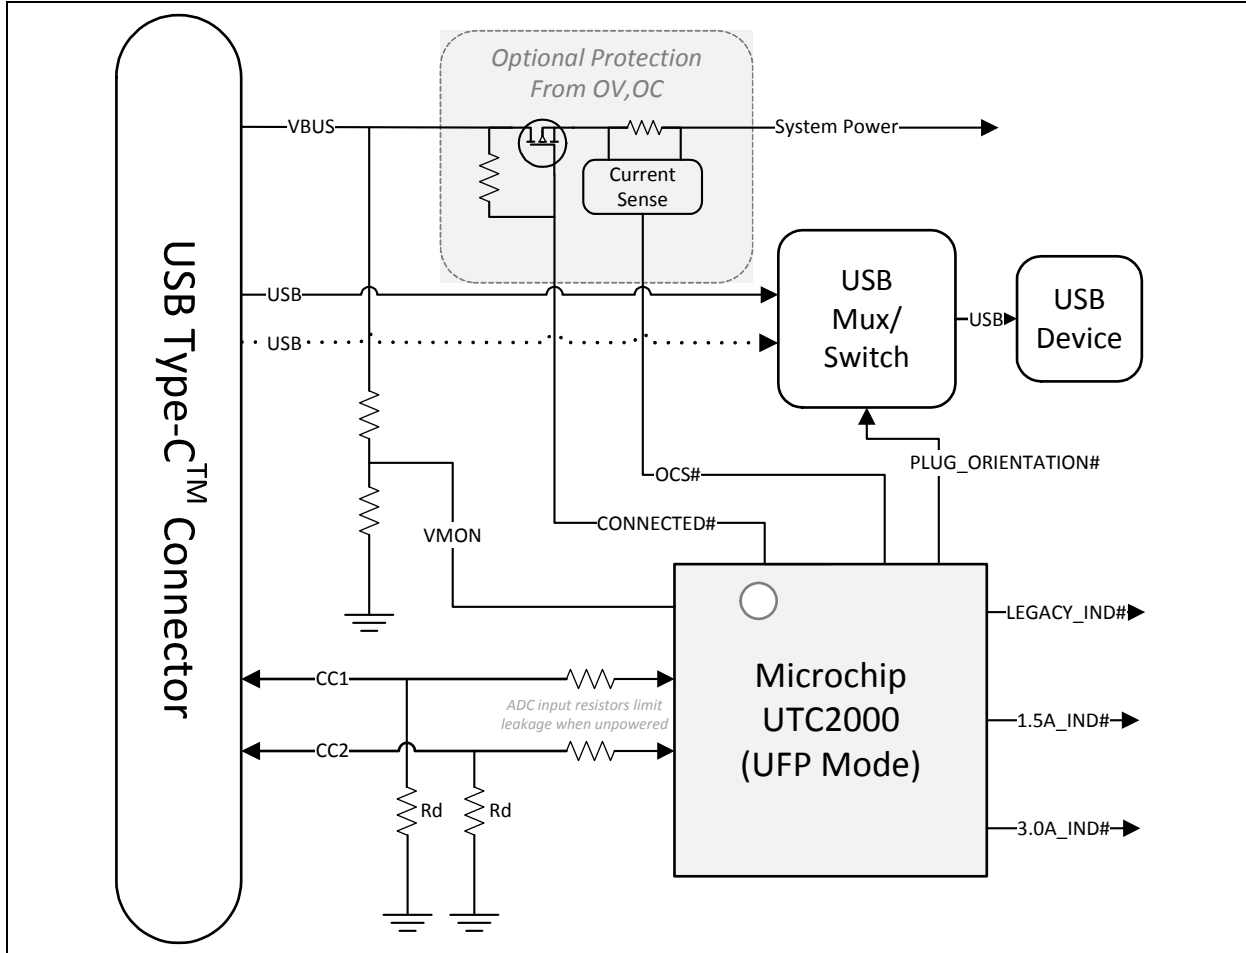 Optional Protection
From OV,OC
VBUS
System Power
Current
Sense
USB Type-C™ Connector
USB
USB
USB
Mux/
Switch
USB
USB
Device
PLUG_ORIENTATION#
OCS#
CONNECTED#
VMON
LEGACY_IND#
CC1
ADC input resistors limit
leakage when unpowered
Microchip
UTC2000
(UFP Mode)
1.5A_IND#
CC2
Rd
Rd
3.0A_IND#